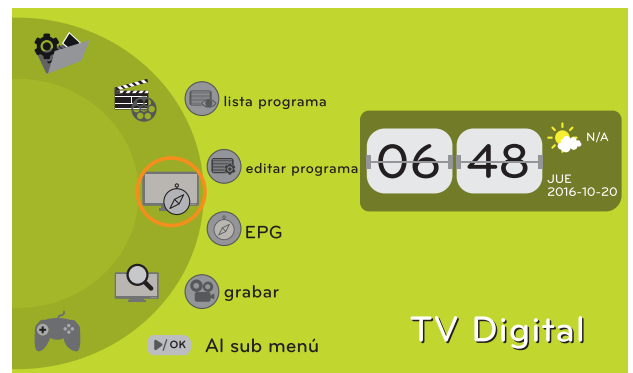 lista programa
editar programa
EPG
grabar
▶/OK Al sub menú
06 48
N/A
JUE
2016-10-20
TV Digital